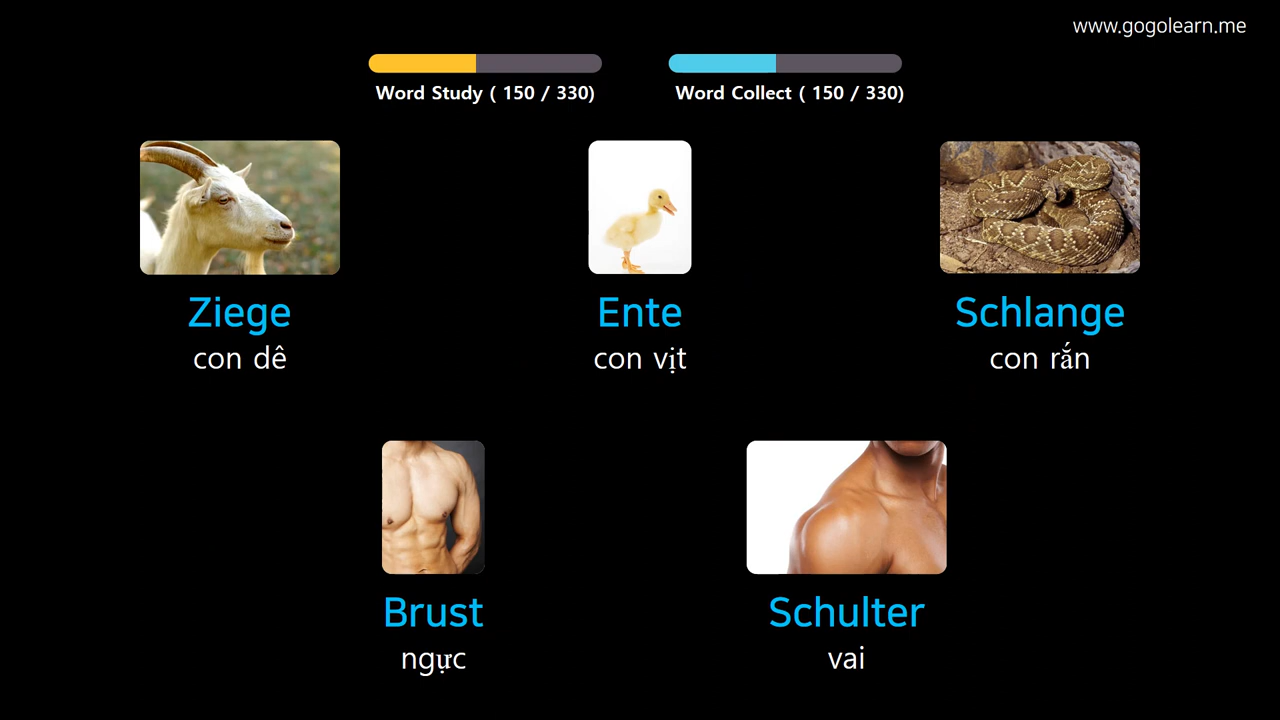 www.gogolearn.me
Word Study ( 150 / 330)
Word Collect ( 150 / 330)
Ziege
con dê
Ente
con vịt
Schlange
con rắn
Brust
ngực
Schulter
vai